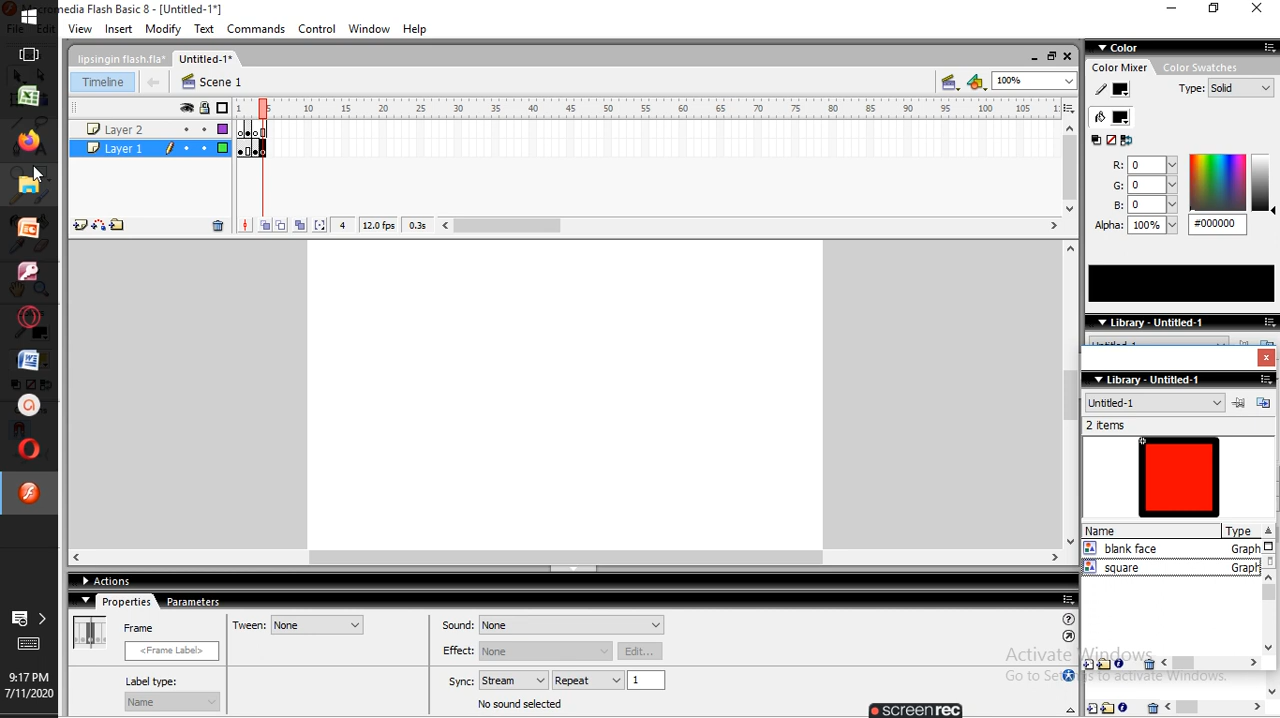 Macromedia Flash Basic 8 - [Untitled-1*]
File Edit View Insert Modify Text Commands Control Window Help
lipsingin flash.fla* Untitled-1*
Timeline Scene 1 100%
1 5 10 15 20 25 30 35 40 45 50 55 60 65 70 75 80 85 90 95 100 105 11
Layer 2
Layer 1
4 12.0 fps 0.3s
Color
Color Mixer Color Swatches
Type: Solid
R: 0
G: 0
B: 0
Alpha: 100% #000000
Library - Untitled-1
Untitled-1
Library - Untitled-1
Untitled-1
2 items
Name Type
blank face Graph
square Graph
Actions
Properties Parameters
Frame
<Frame Label>
Label type:
Name
Tween: None
Sound: None
Effect: None Edit...
Sync: Stream Repeat 1
No sound selected
Activate Windows
Go to Settings to activate Windows.
screenrec
9:17 PM
7/11/2020